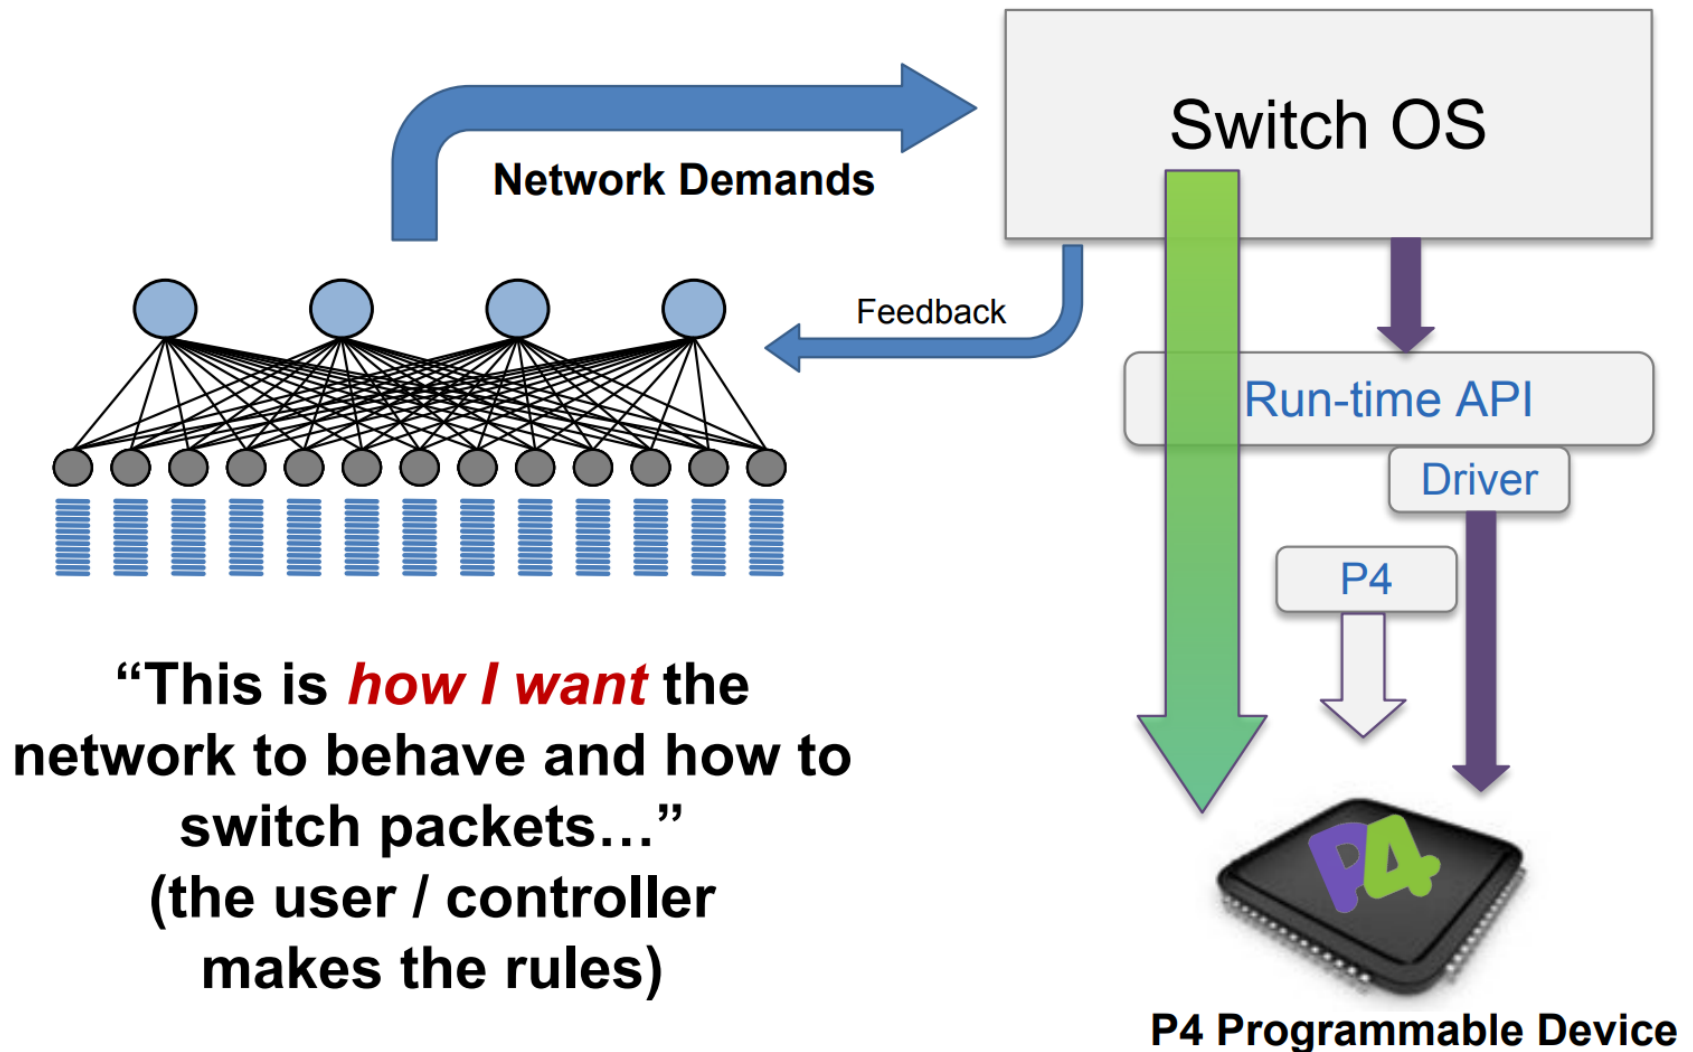 Switch OS
Network Demands
Feedback
Run-time API
Driver
P4
“This is how I want the
network to behave and how to
switch packets…”
(the user / controller
makes the rules)
P4
P4 Programmable Device